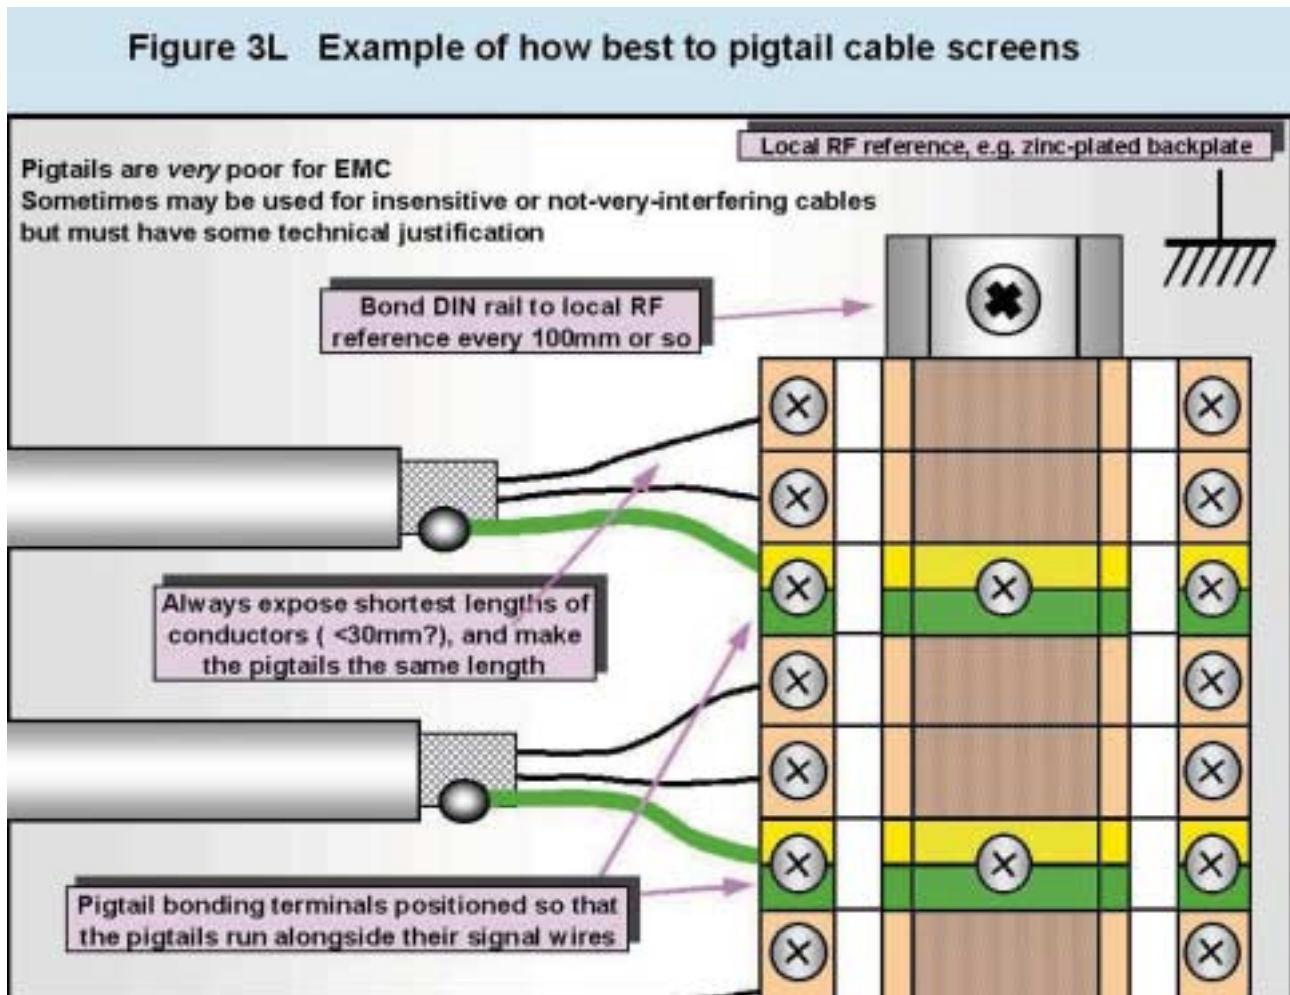 Figure 3L Example of how best to pigtail cable screens
Local RF reference, e.g. zinc-plated backplate
Pigtails are very poor for EMC
Sometimes may be used for insensitive or not-very-interfering cables
but must have some technical justification
Bond DIN rail to local RF
reference every 100mm or so
Always expose shortest lengths of
conductors ( <30mm?), and make
the pigtails the same length
Pigtail bonding terminals positioned so that
the pigtails run alongside their signal wires